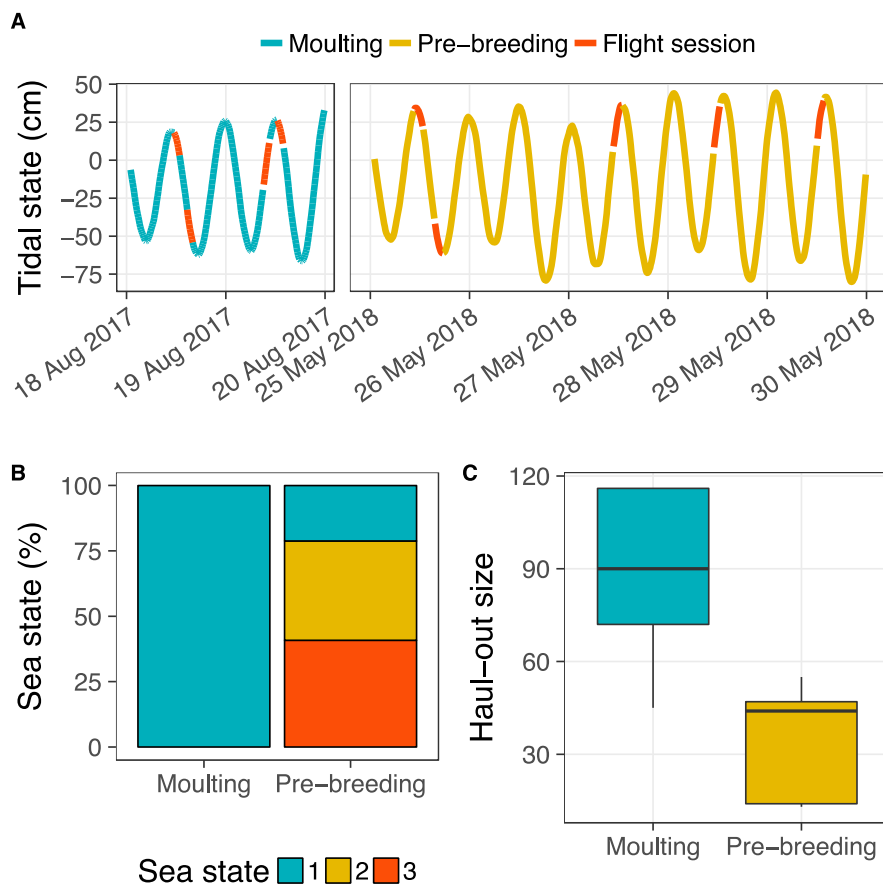 A
Moulting Pre−breeding Flight session
Tidal state (cm)
50
25
0
−25
−50
−75
18 Aug 2017
19 Aug 2017
20 Aug 2017
25 May 2018
26 May 2018
27 May 2018
28 May 2018
29 May 2018
30 May 2018
B
Sea state (%)
100
75
50
25
0
Moulting Pre−breeding
Sea state 1 2 3
C
Haul−out size
120
90
60
30
Moulting Pre−breeding